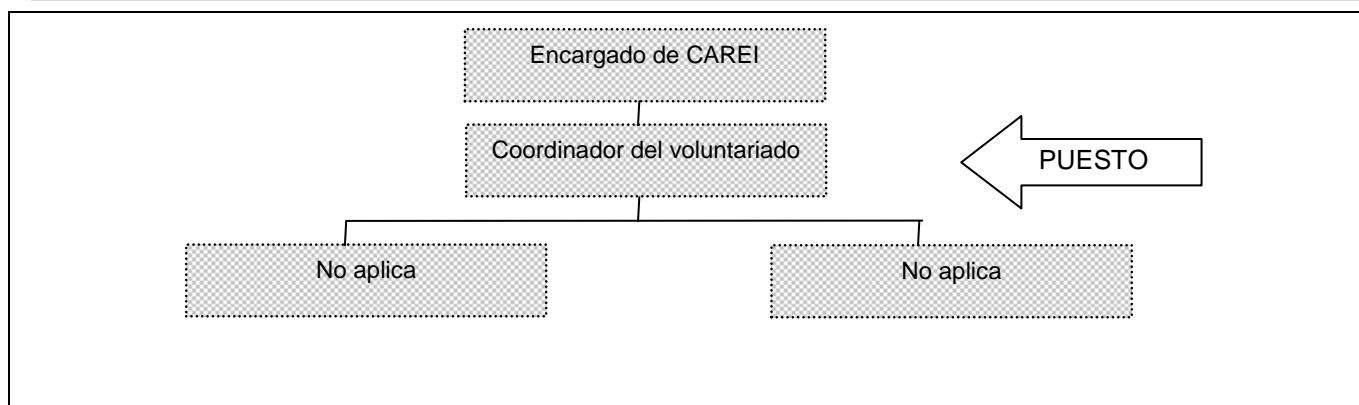 Encargado de CAREI
Coordinador del voluntariado
PUESTO
No aplica
No aplica